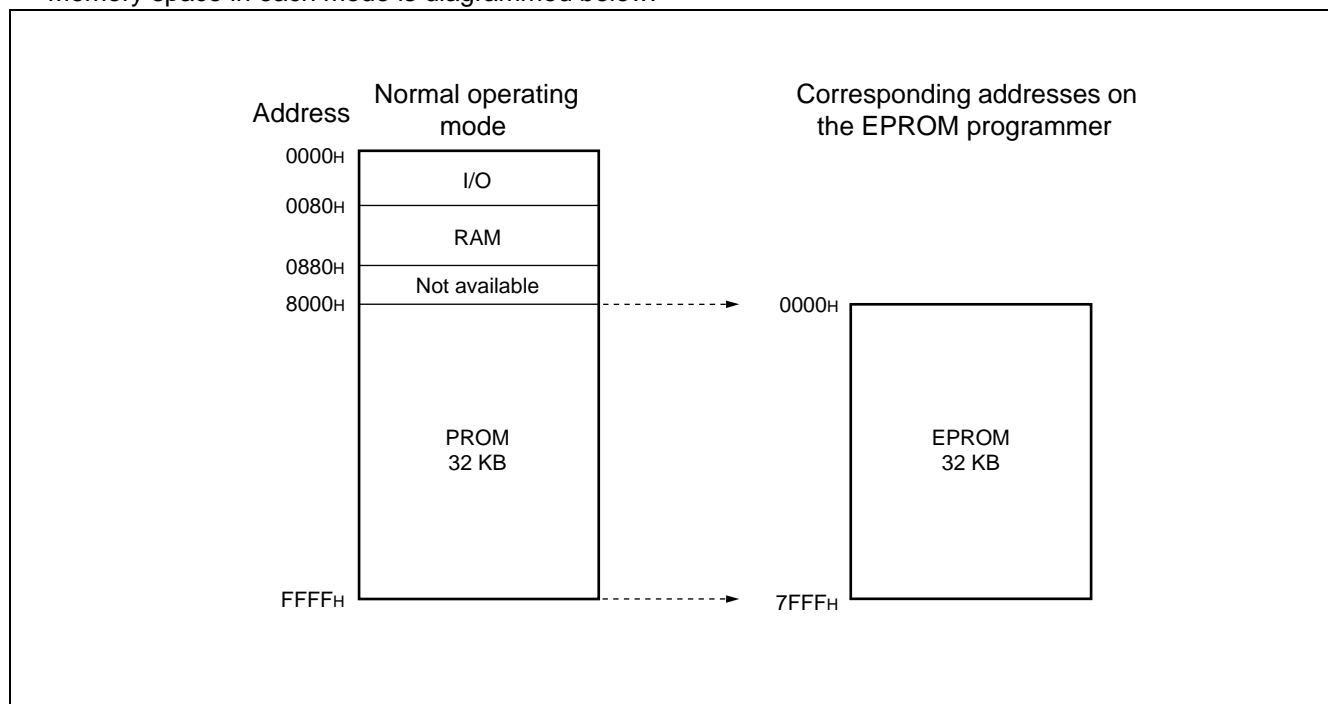 Memory space in each mode is diagrammed below.
Address
Normal operating
mode
Corresponding addresses on
the EPROM programmer
0000H
I/O
0080H
RAM
0880H
Not available
8000H
0000H
PROM
32 KB
EPROM
32 KB
FFFFH
7FFFH